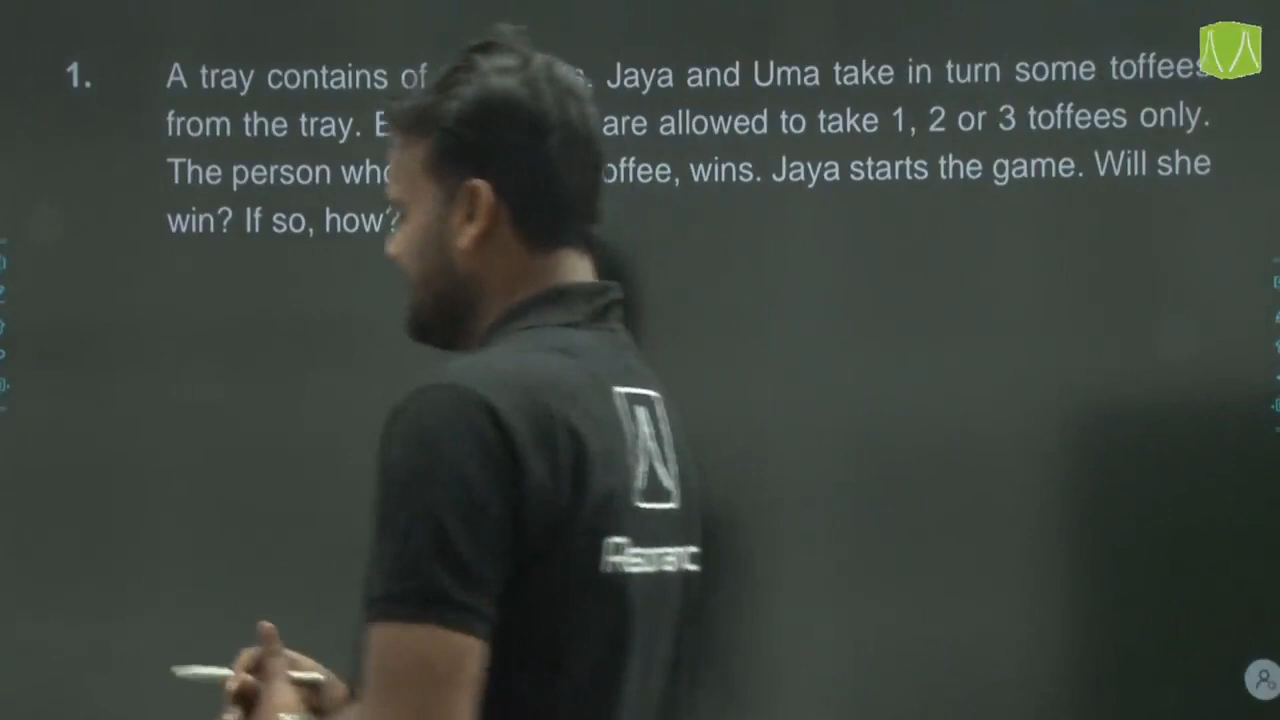 1. A tray contains of Jaya and Uma take in turn some toffees
from the tray. are allowed to take 1, 2 or 3 toffees only.
The person who wins. Jaya starts the game. Will she
win? If so, how?